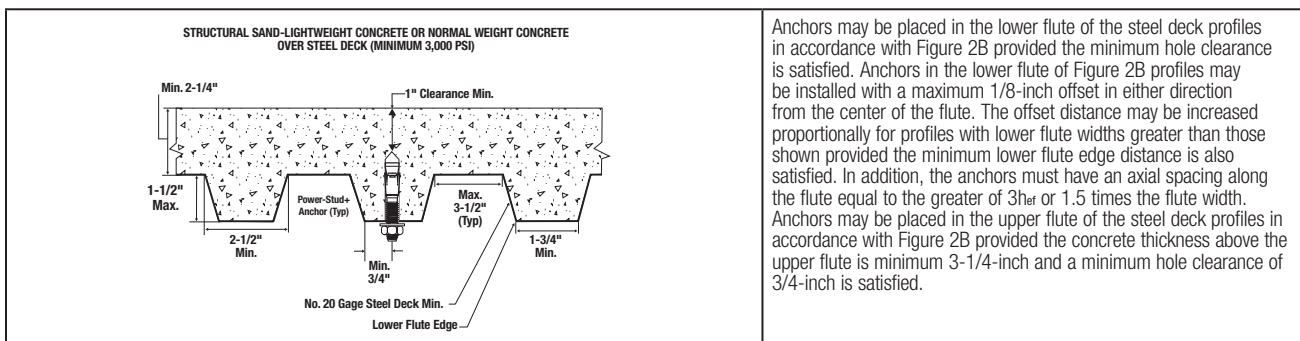 STRUCTURAL SAND-LIGHTWEIGHT CONCRETE OR NORMAL WEIGHT CONCRETE
OVER STEEL DECK (MINIMUM 3,000 PSI)
Min. 2-1/4"
1" Clearance Min.
1-1/2"
Max.
Power-Stud+
Anchor (Typ)
Max.
3-1/2"
(Typ)
2-1/2"
Min.
1-3/4"
Min.
Min.
3/4"
No. 20 Gage Steel Deck Min.
Lower Flute Edge
Anchors may be placed in the lower flute of the steel deck profiles
in accordance with Figure 2B provided the minimum hole clearance
is satisfied. Anchors in the lower flute of Figure 2B profiles may
be installed with a maximum 1/8-inch offset in either direction
from the center of the flute. The offset distance may be increased
proportionally for profiles with lower flute widths greater than those
shown provided the minimum lower flute edge distance is also
satisfied. In addition, the anchors must have an axial spacing along
the flute equal to the greater of 3hef or 1.5 times the flute width.
Anchors may be placed in the upper flute of the steel deck profiles in
accordance with Figure 2B provided the concrete thickness above the
upper flute is minimum 3-1/4-inch and a minimum hole clearance of
3/4-inch is satisfied.